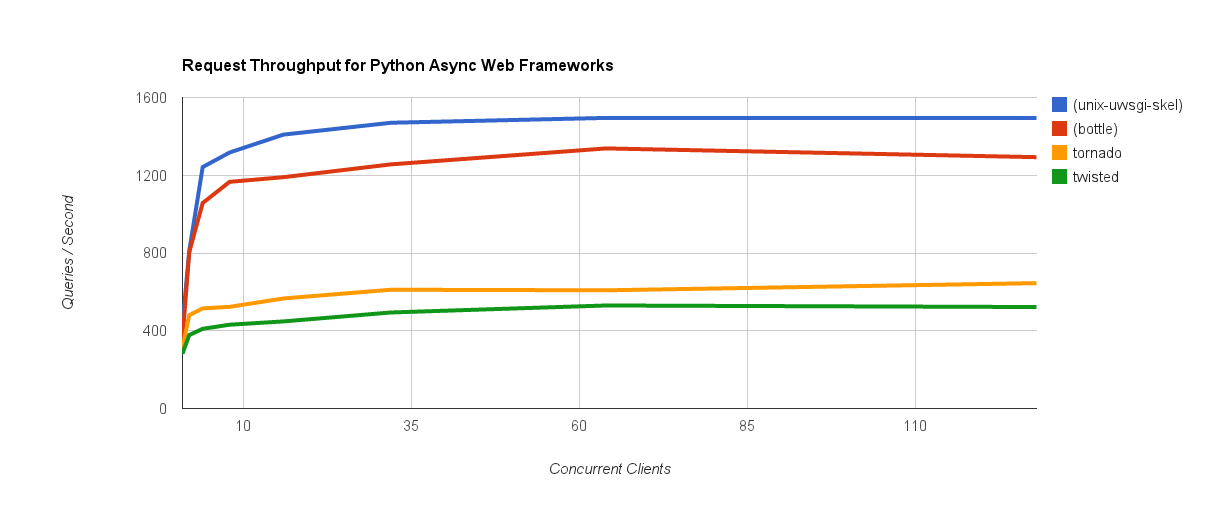 Request Throughput for Python Async Web Frameworks
1600
1200
800
400
0
Queries / Second
10
35
60
85
110
Concurrent Clients
(unix-uwsgi-skel)
(bottle)
tornado
twisted